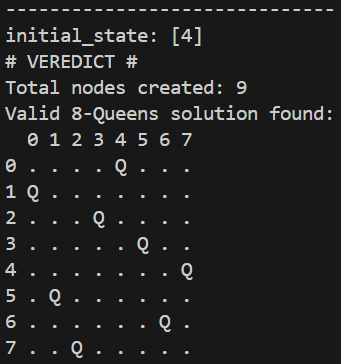 --------------------------------
initial_state: [4]
# VEREDICT #
Total nodes created: 9
Valid 8-Queens solution found:
  0 1 2 3 4 5 6 7
0 . . . . Q . . .
1 Q . . . . . . .
2 . . . Q . . . .
3 . . . . . Q . .
4 . . . . . . . Q
5 . Q . . . . . .
6 . . . . . . Q .
7 . . Q . . . . .